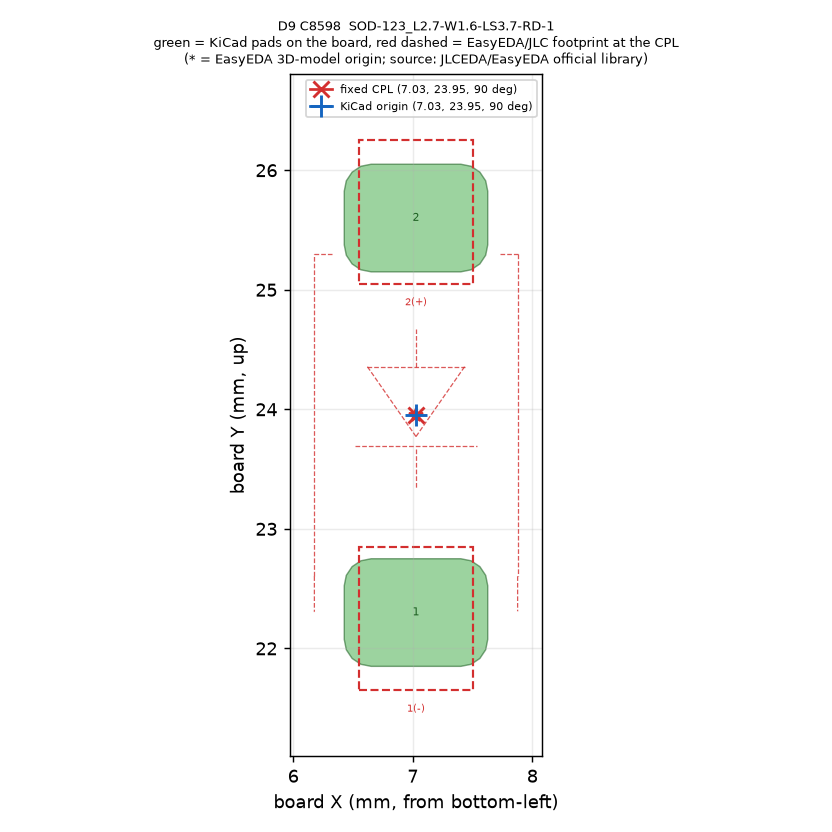 D9 C8598  SOD-123_L2.7-W1.6-LS3.7-RD-1
green = KiCad pads on the board, red dashed = EasyEDA/JLC footprint at the CPL
(* = EasyEDA 3D-model origin; source: JLCEDA/EasyEDA official library)
fixed CPL (7.03, 23.95, 90 deg)
KiCad origin (7.03, 23.95, 90 deg)
26
2
25
2(+)
board Y (mm, up)
24
23
1
22
1(-)
6 7 8
board X (mm, from bottom-left)